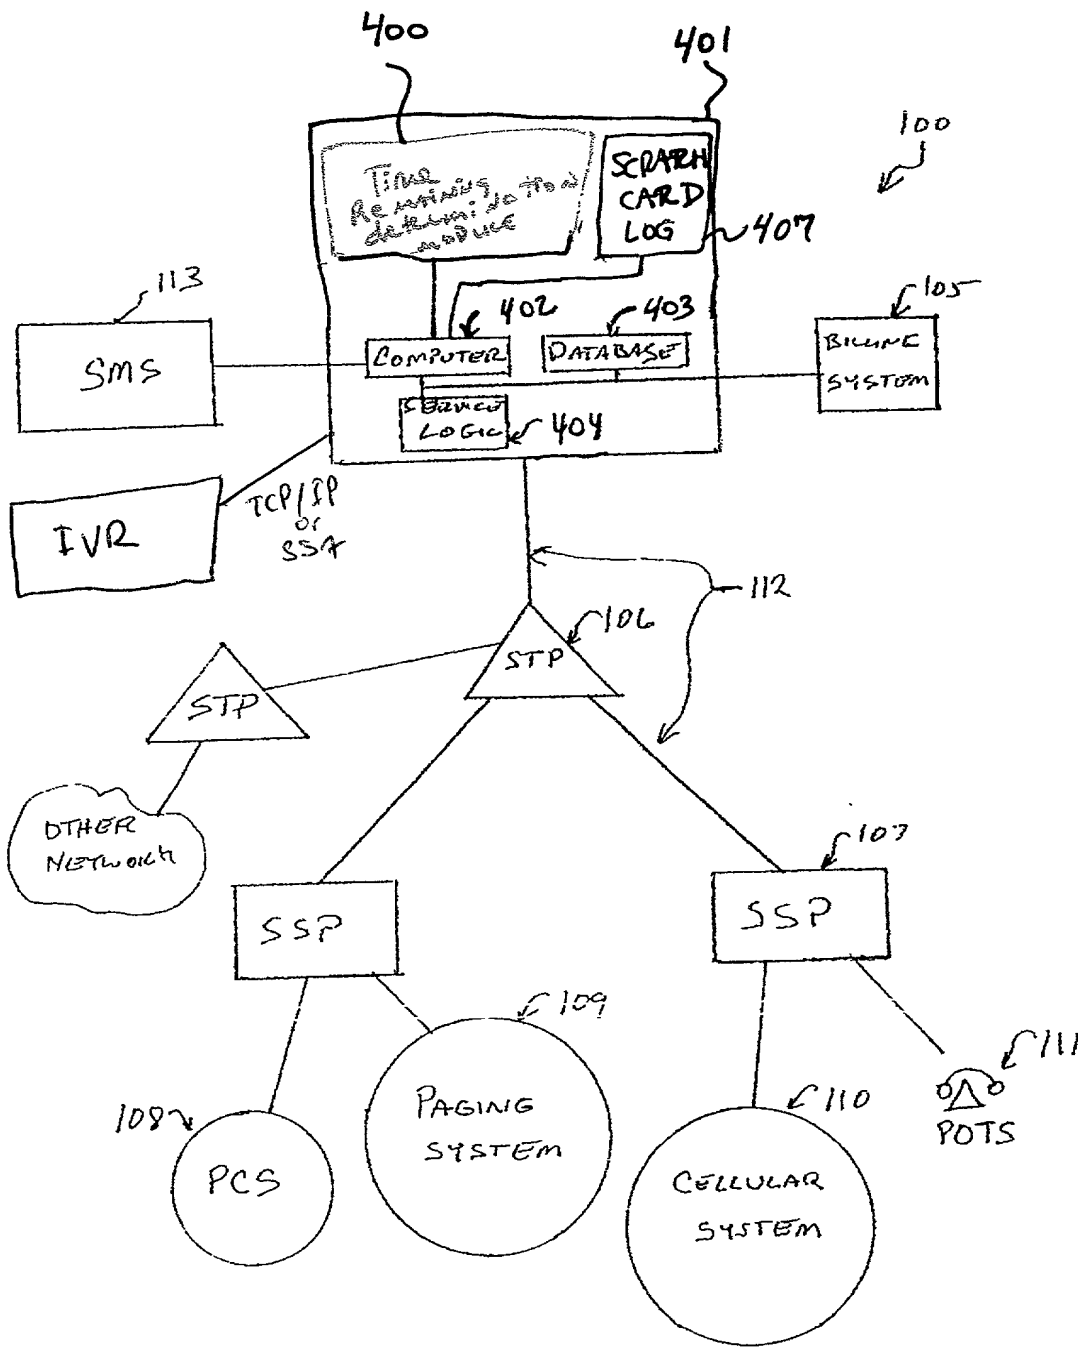 400
401
100
Time
Remaining
determination
module
SCRATCH
CARD
LOG
407
113
SMS
402
403
105
COMPUTER
DATABASE
BILLING
SYSTEM
SERVICE
LOGIC
404
IVR
TCP/IP
or
SS7
112
106
STP
STP
OTHER
NETWORK
107
SSP
SSP
109
111
108
PAGING
SYSTEM
110
POTS
PCS
CELLULAR
SYSTEM